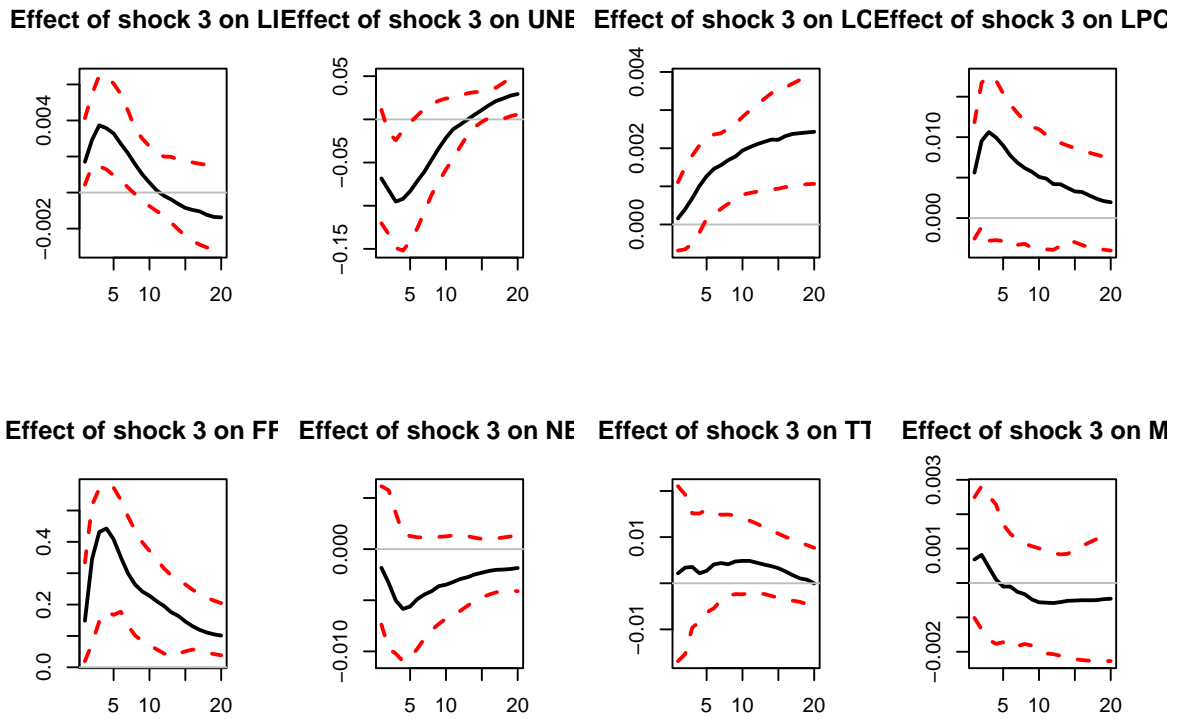 Effect of shock 3 on LI
0.004
−0.002
5 10 20
Effect of shock 3 on UNE
0.05
−0.05
−0.15
5 10 20
Effect of shock 3 on LC
0.004
0.002
0.000
5 10 20
Effect of shock 3 on LPC
0.010
0.000
5 10 20
Effect of shock 3 on FF
0.4
0.2
0.0
5 10 20
Effect of shock 3 on NE
0.000
−0.010
5 10 20
Effect of shock 3 on TT
0.01
−0.01
5 10 20
Effect of shock 3 on M
0.003
0.001
−0.002
5 10 20